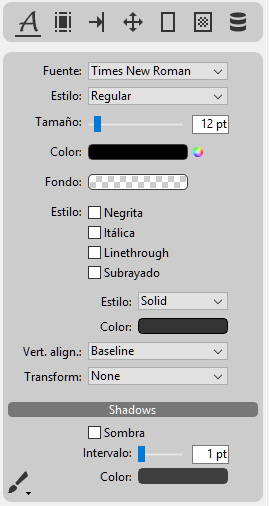 A
Fuente: Times New Roman
Estilo: Regular
Tamaño: 12 pt
Color:
Fondo:
Estilo: Negrita
Itálica
Linethrough
Subrayado
Estilo: Solid
Color:
Vert. align.: Baseline
Transform: None
Shadows
Sombra
Intervalo: 1 pt
Color: